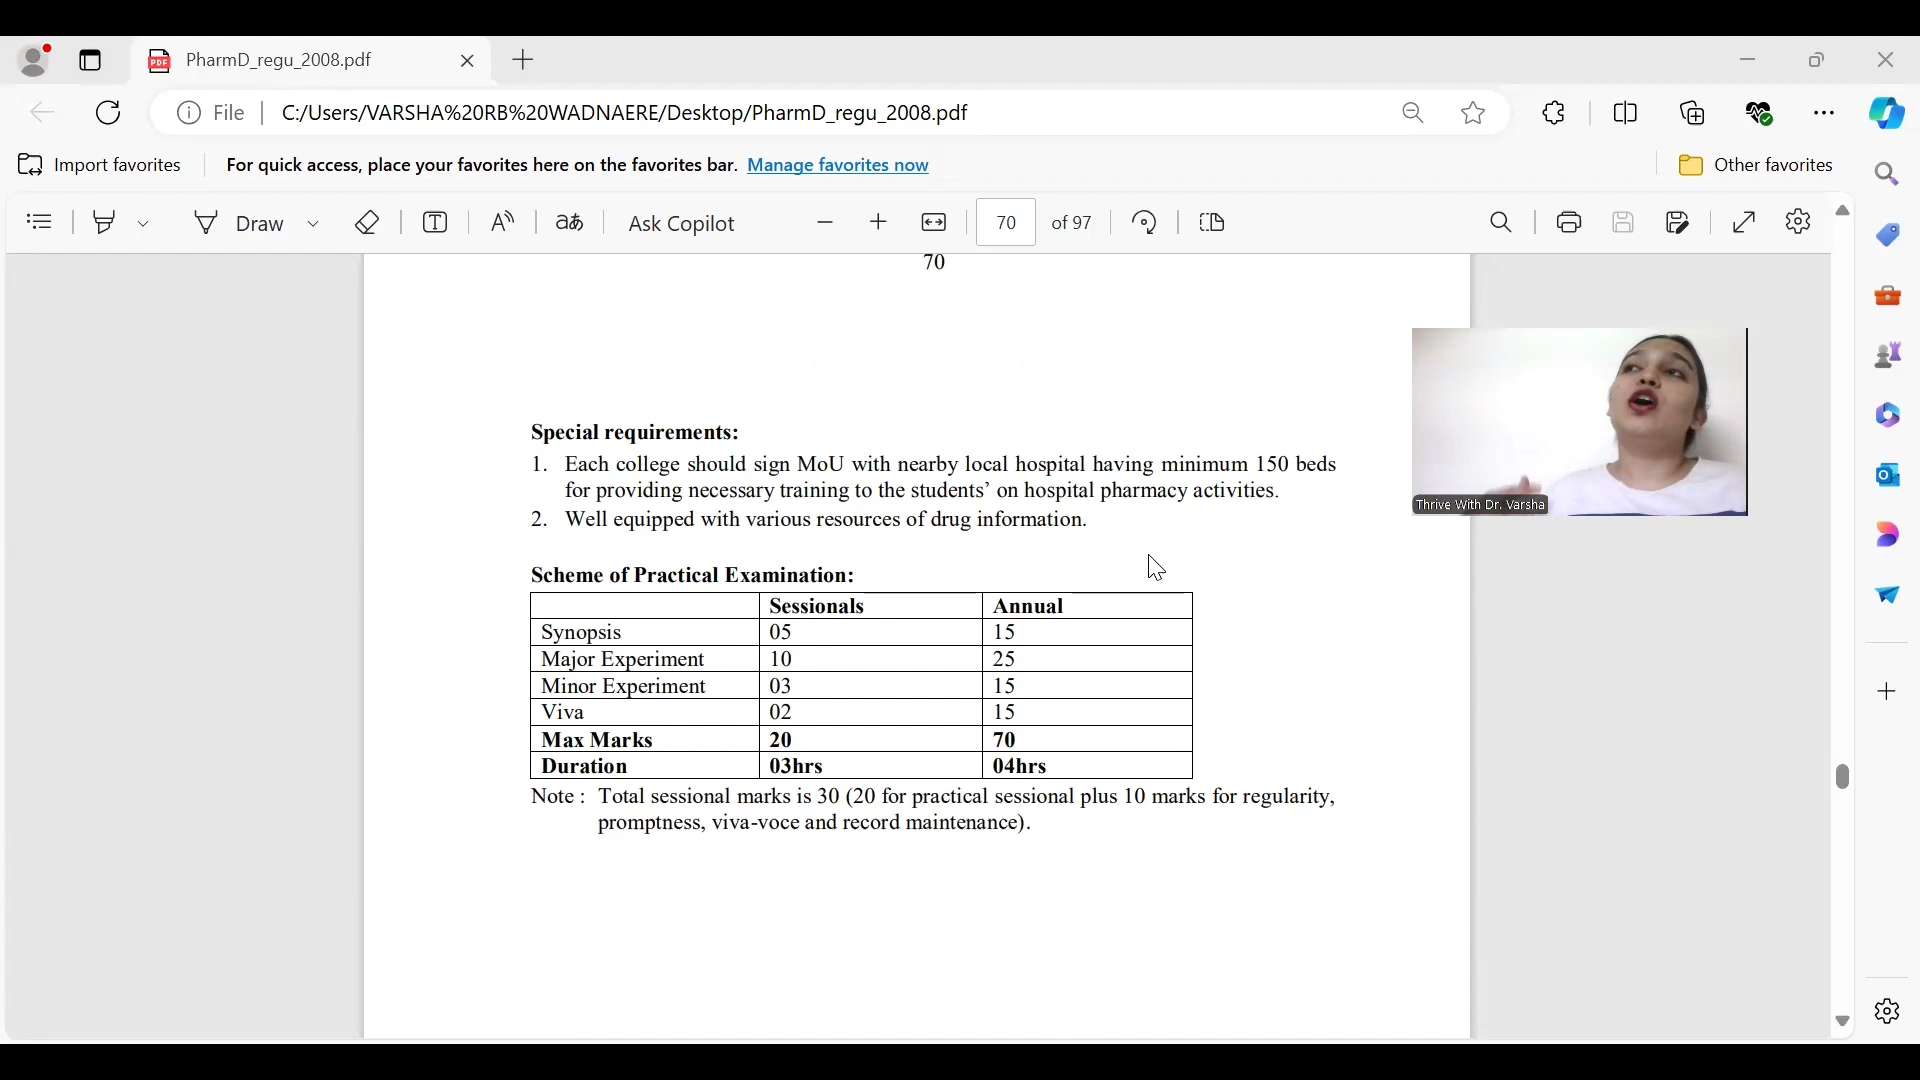 PharmD_regu_2008.pdf
File
C:/Users/VARSHA%20RB%20WADNAERE/Desktop/PharmD_regu_2008.pdf
Import favorites
For quick access, place your favorites here on the favorites bar. Manage favorites now
Other favorites
Draw
Ask Copilot
70 of 97
70
Special requirements:
1. Each college should sign MoU with nearby local hospital having minimum 150 beds
for providing necessary training to the students’ on hospital pharmacy activities.
2. Well equipped with various resources of drug information.
Thrive With Dr. Varsha
Scheme of Practical Examination:
Sessionals Annual
Synopsis 05 15
Major Experiment 10 25
Minor Experiment 03 15
Viva 02 15
Max Marks 20 70
Duration 03hrs 04hrs
Note : Total sessional marks is 30 (20 for practical sessional plus 10 marks for regularity,
promptness, viva-voce and record maintenance).